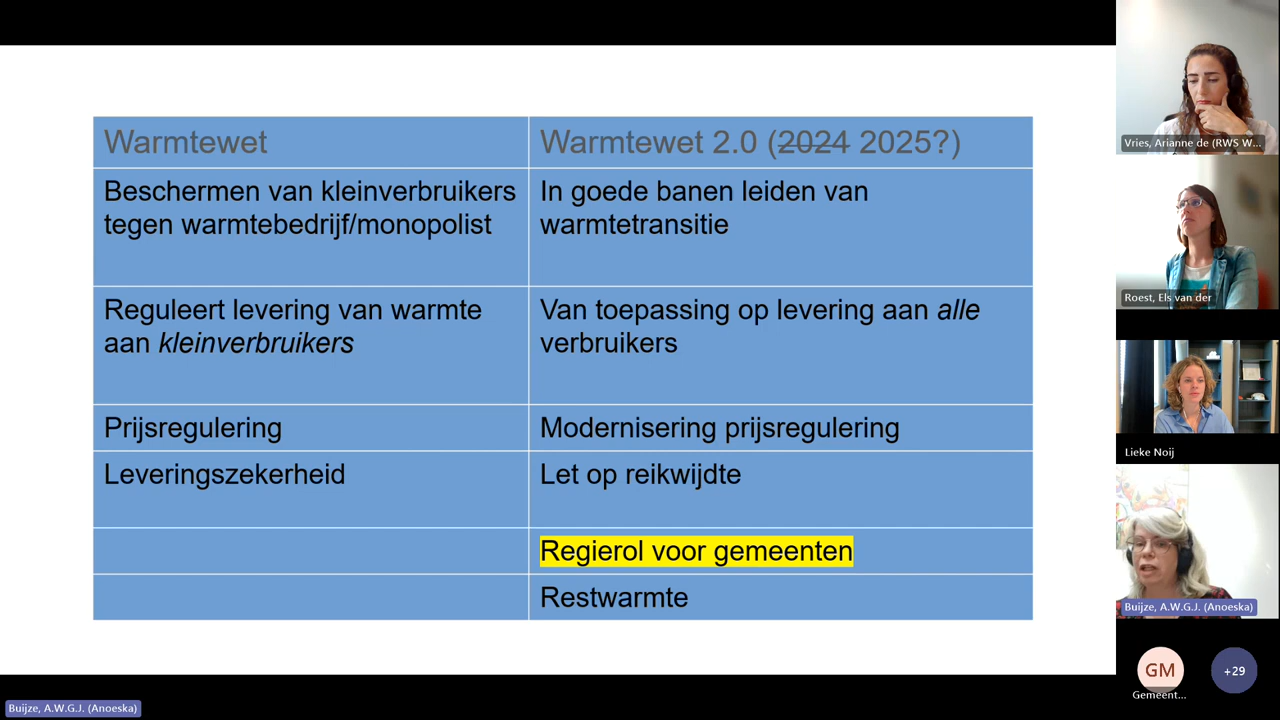 Warmtewet
Warmtewet 2.0 (2024 2025?)
Beschermen van kleinverbruikers
tegen warmtebedrijf/monopolist
In goede banen leiden van
warmtetransitie
Reguleert levering van warmte
aan kleinverbruikers
Van toepassing op levering aan alle
verbruikers
Prijsregulering
Modernisering prijsregulering
Leveringszekerheid
Let op reikwijdte
Regierol voor gemeenten
Restwarmte
Vries, Arianne de (RWS W...
Roest, Els van der
Lieke Noij
Buijze, A.W.G.J. (Anoeska)
GM
Gemeent...
+29
Buijze, A.W.G.J. (Anoeska)